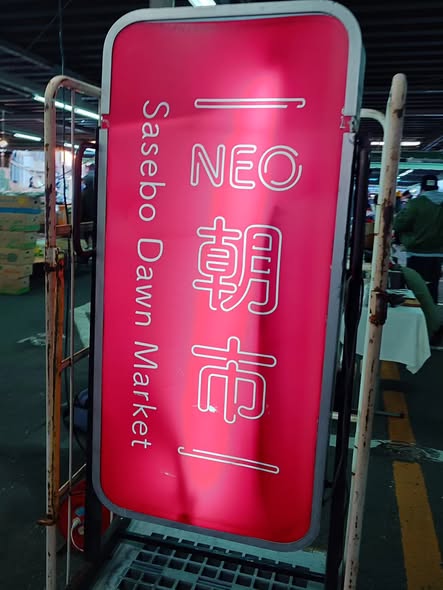 NEO
朝市
Sasebo Dawn Market